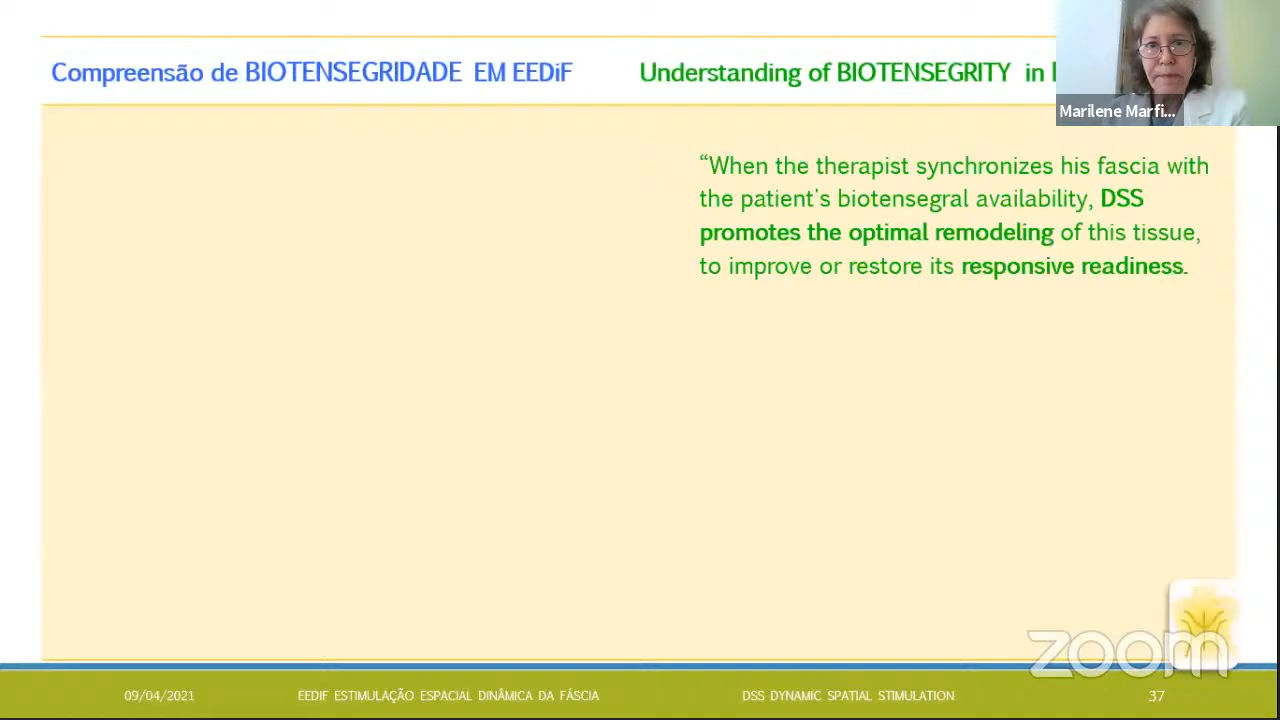 Compreensão de BIOTENSEGRIDADE EM EEDiF
Understanding of BIOTENSEGRITY in
Marilene Marfi...
“When the therapist synchronizes his fascia with
the patient's biotensegral availability, DSS
promotes the optimal remodeling of this tissue,
to improve or restore its responsive readiness.
zoom
09/04/2021
EEDIF ESTIMULAÇÃO ESPACIAL DINÂMICA DA FÁSCIA
DSS DYNAMIC SPATIAL STIMULATION
37